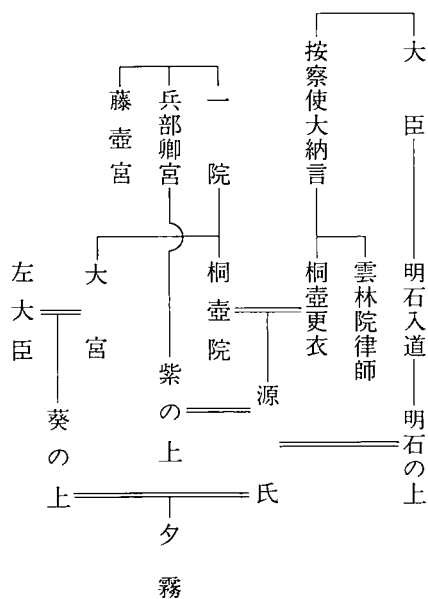 大臣
按察使大納言
一院
兵部卿宮
藤壺宮
明石入道
雲林院律師
桐壺更衣
桐壺院
大宮
左大臣
明石の上
源氏
紫の上
葵の上
夕霧